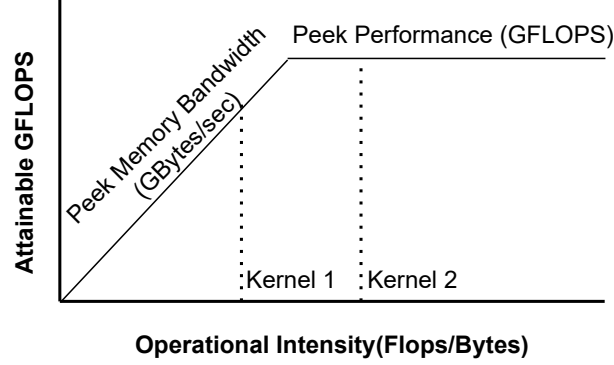 Peek Performance (GFLOPS)
Peek Memory Bandwidth
(GBytes/sec)
Attainable GFLOPS
Kernel 1
Kernel 2
Operational Intensity(Flops/Bytes)